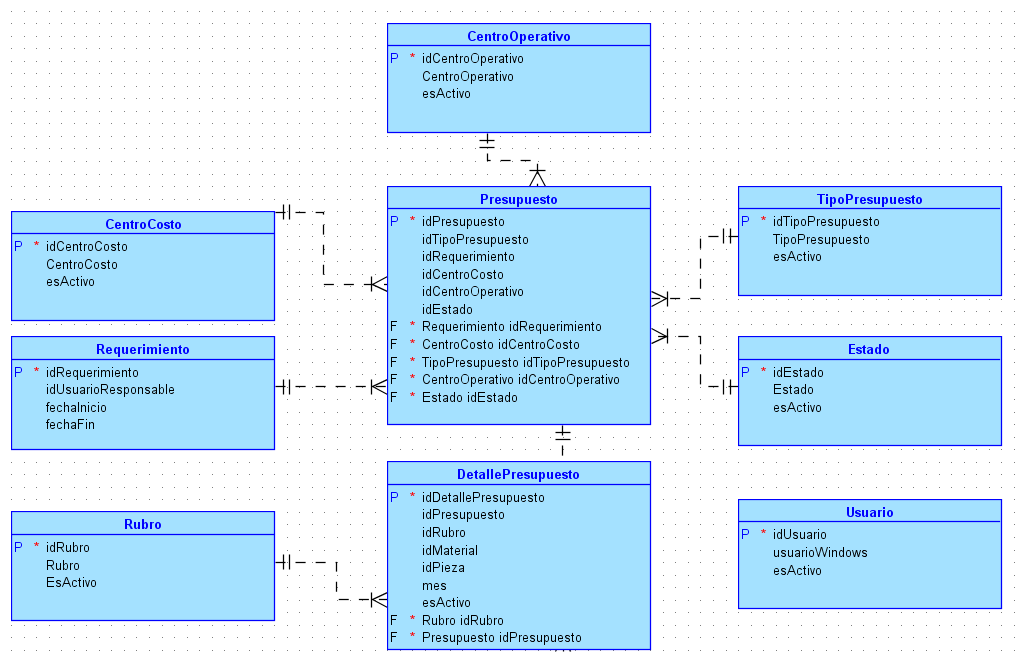 CentroOperativo
P * idCentroOperativo
CentroOperativo
esActivo
CentroCosto
P * idCentroCosto
CentroCosto
esActivo
Presupuesto
P * idPresupuesto
idTipoPresupuesto
idRequerimiento
idCentroCosto
idCentroOperativo
idEstado
F * Requerimiento idRequerimiento
F * CentroCosto idCentroCosto
F * TipoPresupuesto idTipoPresupuesto
F * CentroOperativo idCentroOperativo
F * Estado idEstado
TipoPresupuesto
P * idTipoPresupuesto
TipoPresupuesto
esActivo
Requerimiento
P * idRequerimiento
idUsuarioResponsable
fechaInicio
fechaFin
Estado
P * idEstado
Estado
esActivo
Rubro
P * idRubro
Rubro
EsActivo
DetallePresupuesto
P * idDetallePresupuesto
idPresupuesto
idRubro
idMaterial
idPieza
mes
esActivo
F * Rubro idRubro
F * Presupuesto idPresupuesto
Usuario
P * idUsuario
usuarioWindows
esActivo